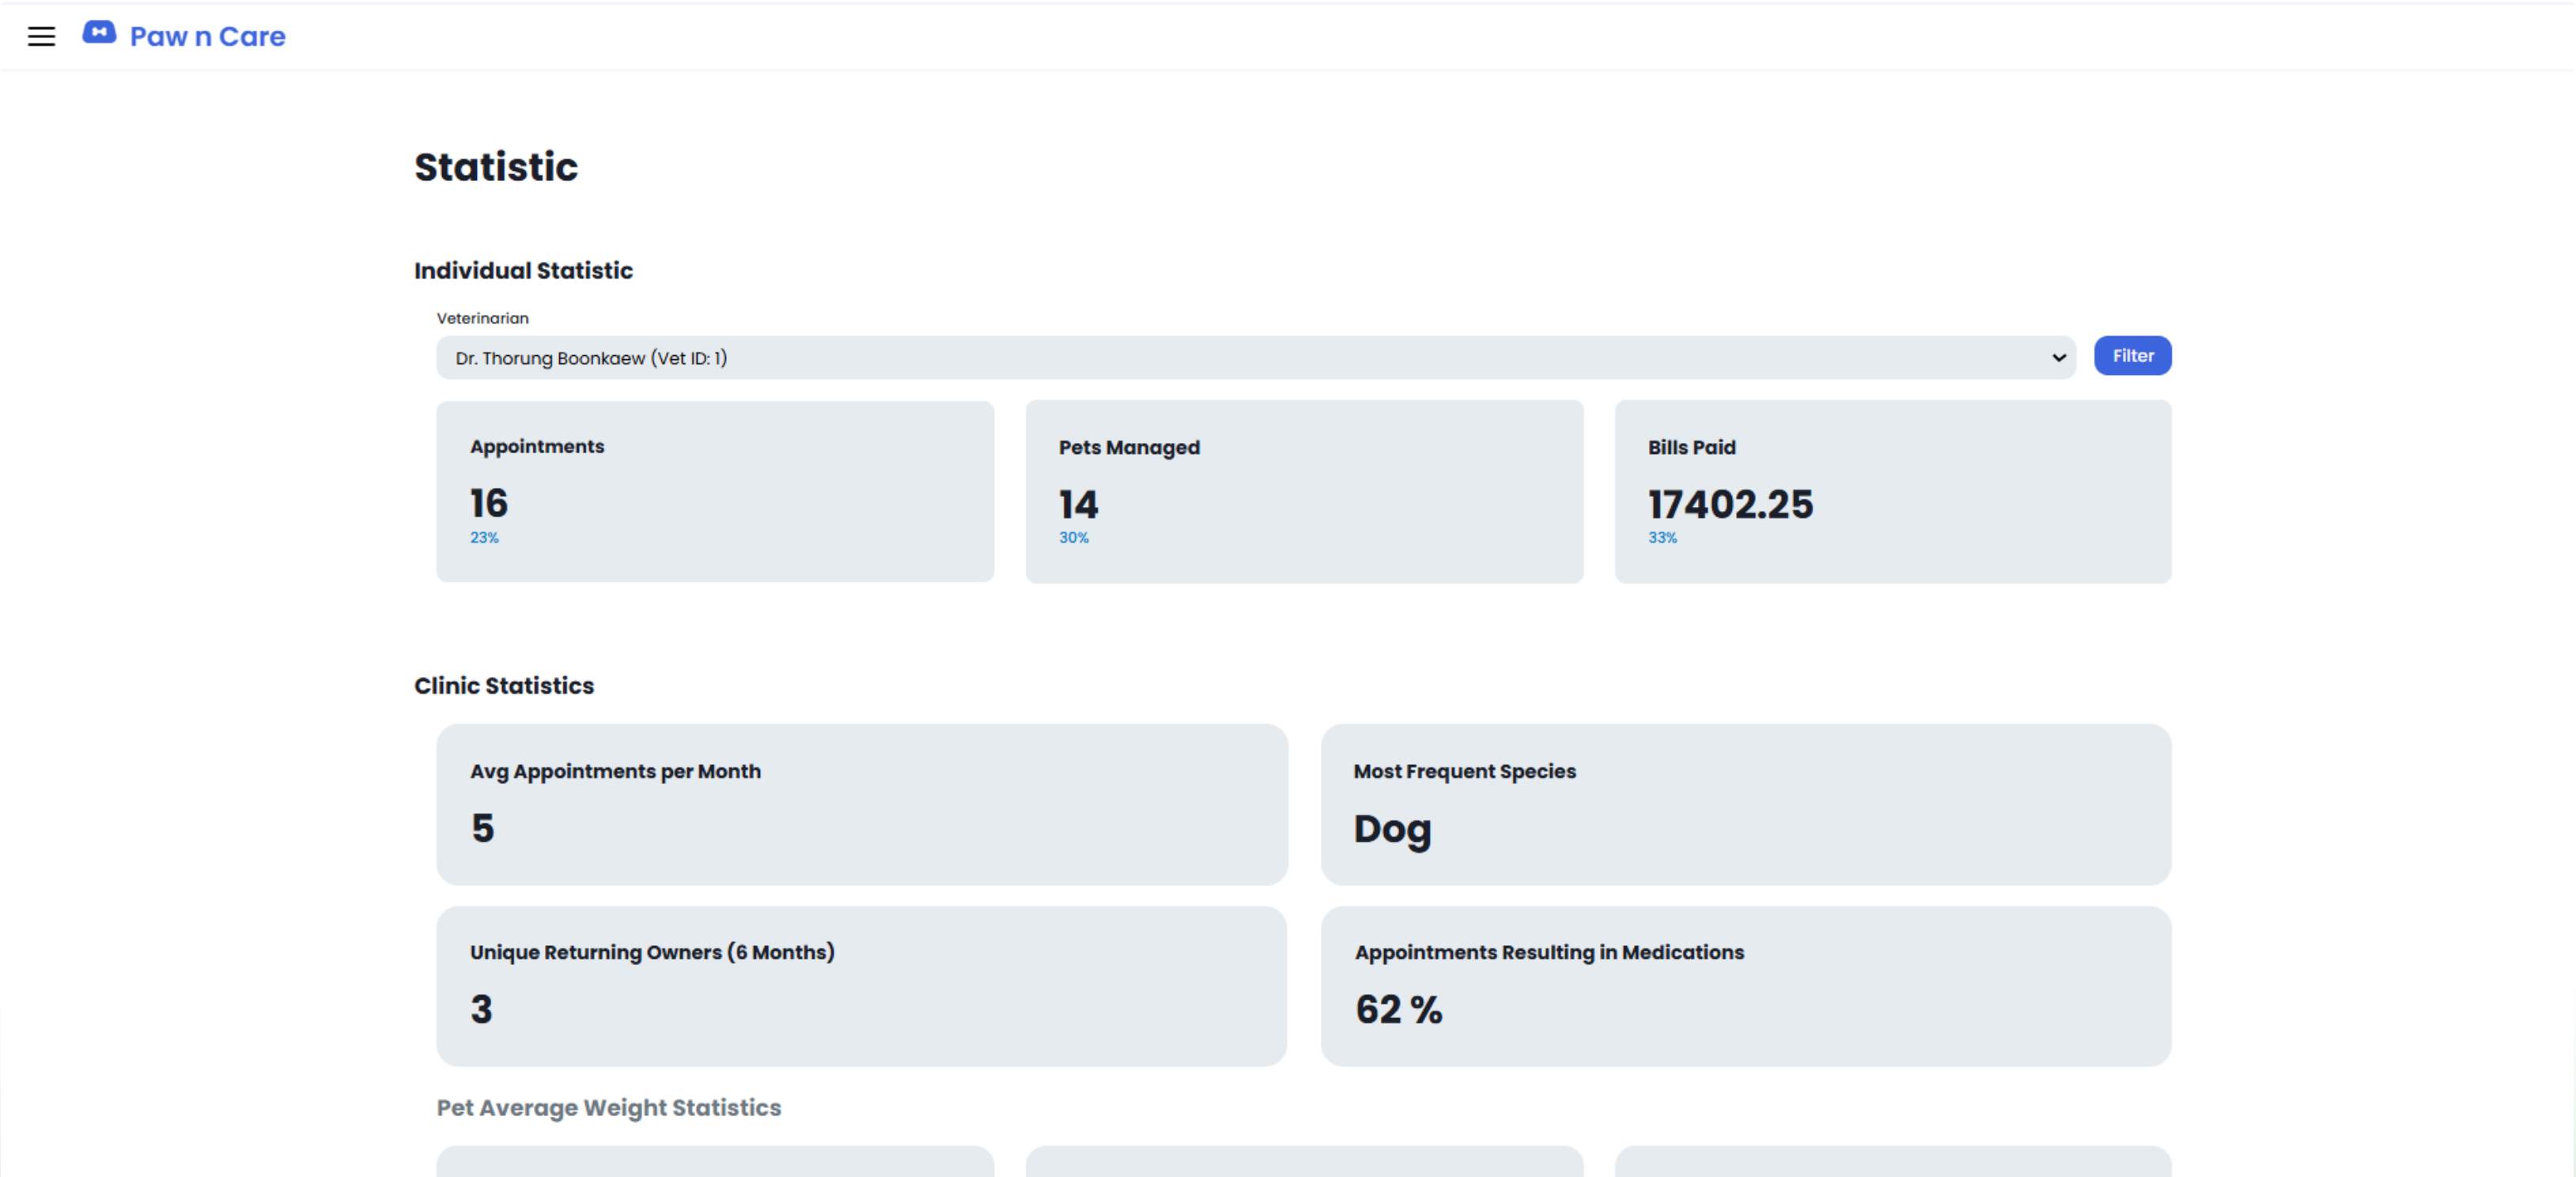 Paw n Care
Statistic
Individual Statistic
Veterinarian
Dr. Thorung Boonkaew (Vet ID: 1)
Filter
Appointments
16
23%
Pets Managed
14
30%
Bills Paid
17402.25
33%
Clinic Statistics
Avg Appointments per Month
5
Most Frequent Species
Dog
Unique Returning Owners (6 Months)
3
Appointments Resulting in Medications
62 %
Pet Average Weight Statistics